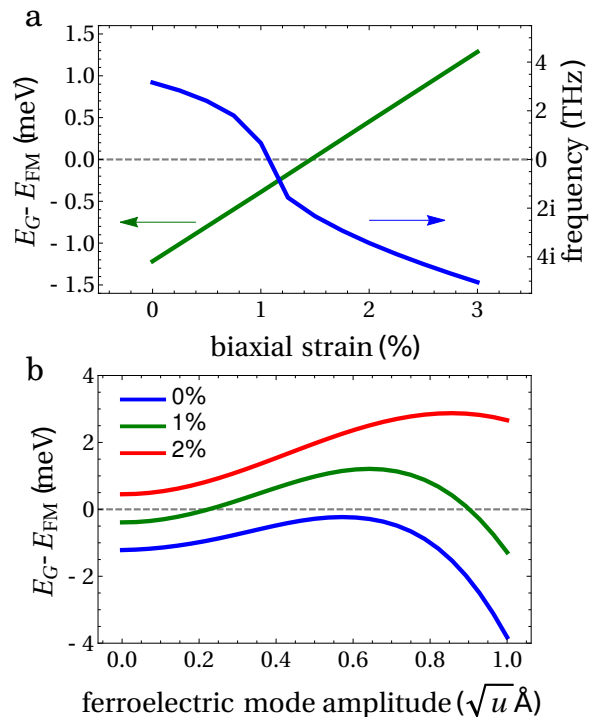 a
1.5
1.0
0.5
0.0
- 0.5
- 1.0
- 1.5
E_G- E_FM (meV)
4
2
0
2i
4i
frequency (THz)
0 1 2 3
biaxial strain (%)
b
4
2
0
- 2
- 4
E_G- E_FM (meV)
0%
1%
2%
0.0 0.2 0.4 0.6 0.8 1.0
ferroelectric mode amplitude (√u Å)